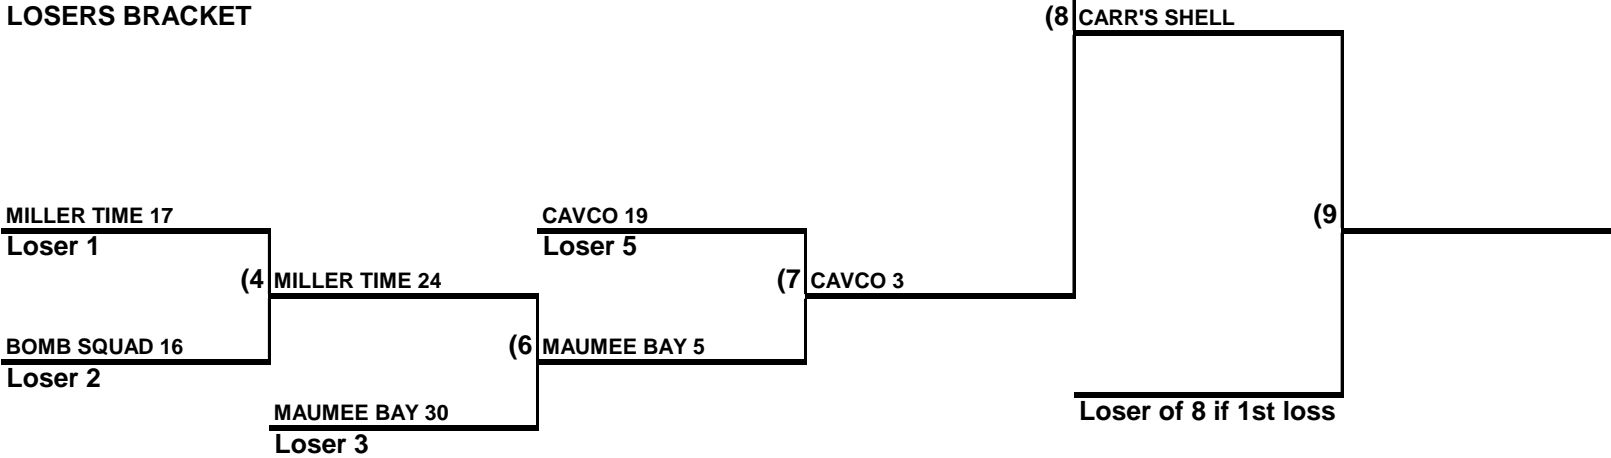 LOSERS BRACKET
(8 CARR'S SHELL
MILLER TIME 17
Loser 1
CAVCO 19
Loser 5
(9
(4 MILLER TIME 24
(7 CAVCO 3
BOMB SQUAD 16
Loser 2
(6 MAUMEE BAY 5
MAUMEE BAY 30
Loser 3
Loser of 8 if 1st loss